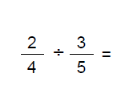 2/4 ÷ 3/5 =